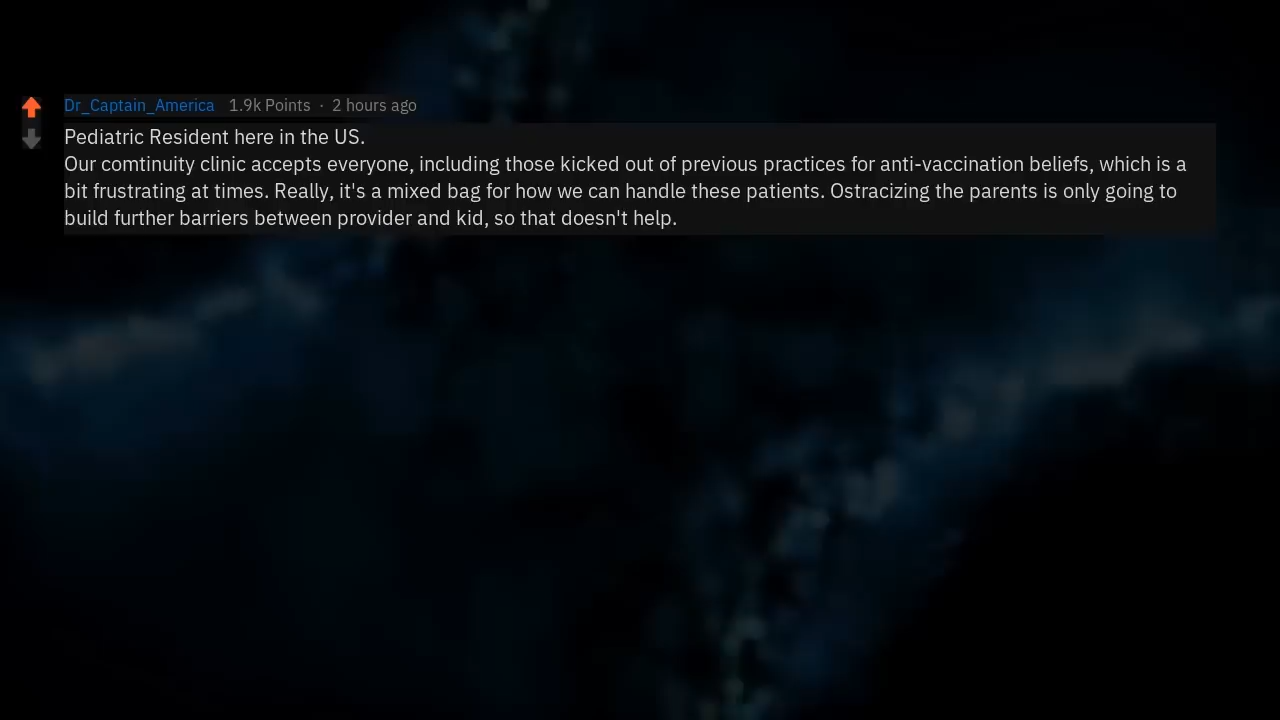 Dr_Captain_America 1.9k Points · 2 hours ago
Pediatric Resident here in the US.
Our comtinuity clinic accepts everyone, including those kicked out of previous practices for anti-vaccination beliefs, which is a
bit frustrating at times. Really, it's a mixed bag for how we can handle these patients. Ostracizing the parents is only going to
build further barriers between provider and kid, so that doesn't help.